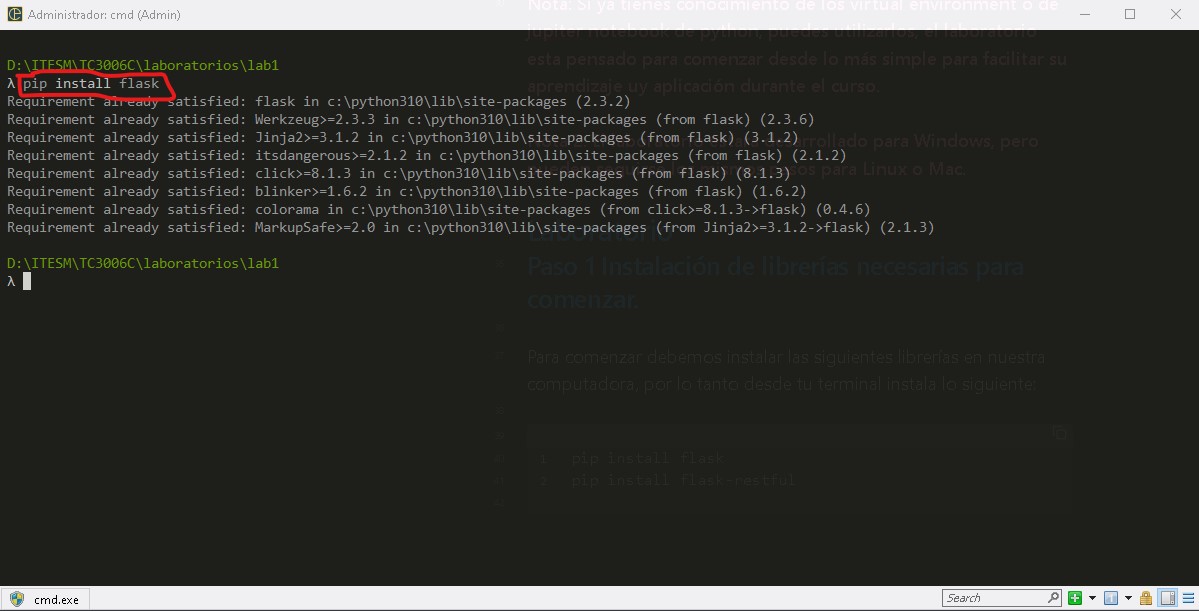 Administrador: cmd (Admin)
Nota: Si ya tienes conocimiento de los virtual environment o de
jupiter notebook de python, puedes utilizarlos, el laboratorio
esta pensado para comenzar desde lo más simple para facilitar su
aprendizaje uy aplicación durante el curso.
D:\ITESM\TC3006C\laboratorios\lab1
λ pip install flask
Requirement already satisfied: flask in c:\python310\lib\site-packages (2.3.2)
Requirement already satisfied: Werkzeug>=2.3.3 in c:\python310\lib\site-packages (from flask) (2.3.6)
Requirement already satisfied: Jinja2>=3.1.2 in c:\python310\lib\site-packages (from flask) (3.1.2)
Requirement already satisfied: itsdangerous>=2.1.2 in c:\python310\lib\site-packages (from flask) (2.1.2)
Requirement already satisfied: click>=8.1.3 in c:\python310\lib\site-packages (from flask) (8.1.3)
Requirement already satisfied: blinker>=1.6.2 in c:\python310\lib\site-packages (from flask) (1.6.2)
Requirement already satisfied: colorama in c:\python310\lib\site-packages (from click>=8.1.3->flask) (0.4.6)
Requirement already satisfied: MarkupSafe>=2.0 in c:\python310\lib\site-packages (from Jinja2>=3.1.2->flask) (2.1.3)
desarrollado para Windows, pero
para Linux o Mac.
Laboratorio
D:\ITESM\TC3006C\laboratorios\lab1
λ
Paso 1 Instalación de librerías necesarias para
comenzar.
Para comenzar debemos instalar las siguientes librerías en nuestra
computadora, por lo tanto desde tu terminal instala lo siguiente:
1 pip install flask
2 pip install flask-restful
cmd.exe
Search